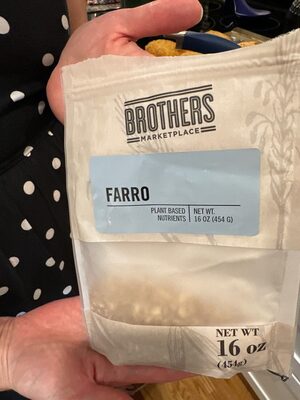 BROTHERS
MARKETPLACE
FARRO
PLANT BASED NUTRIENTS
NET WT. 16 OZ (454 G)
NET WT
16 oz
(454g)